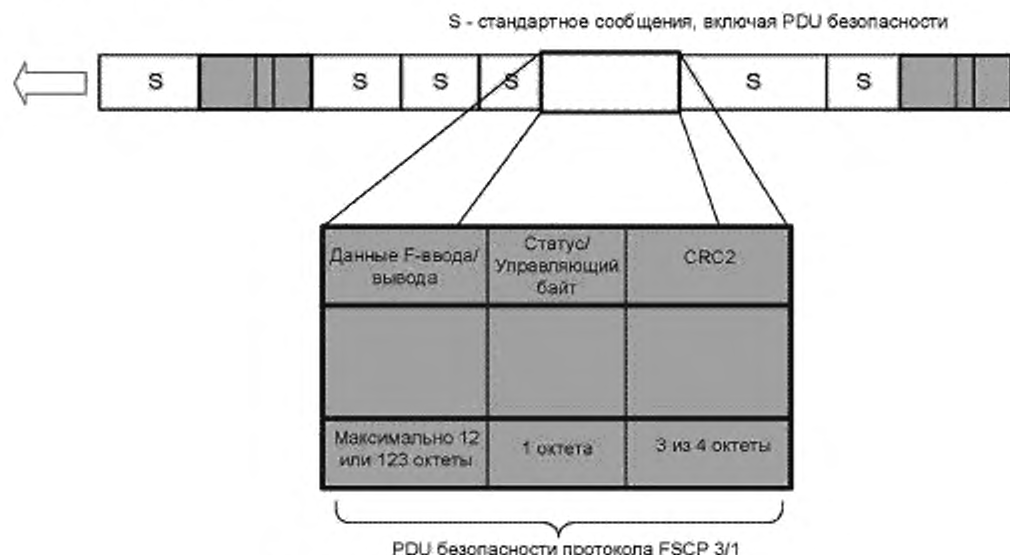 S - стандартное сообщения, включая PDU безопасности
S S S S S S
Данные F-ввода/
вывода
Статус/
Управляющий
байт
CRC2
Максимально 12
или 123 октеты
1 октета
3 из 4 октеты
PDU безопасности протокола FSCP 3/1